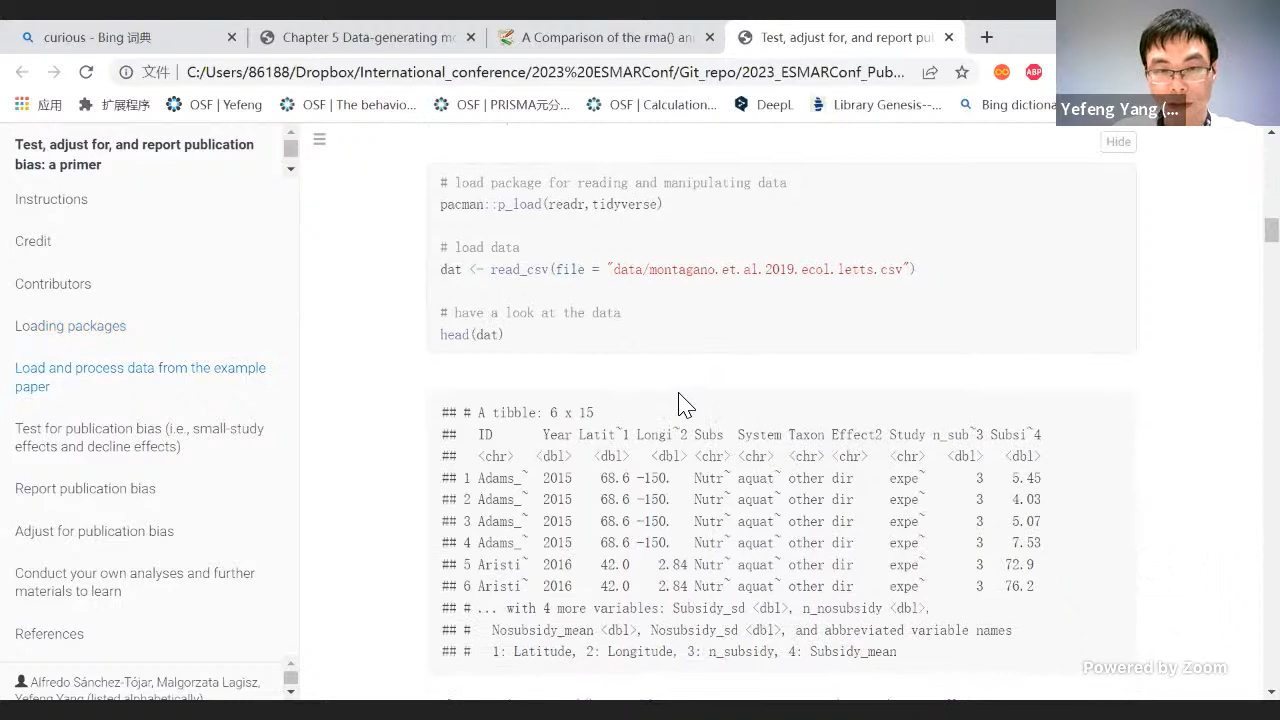 curious - Bing 词典
Chapter 5 Data-generating mo
A Comparison of the rma() an
Test, adjust for, and report pu
文件
C:/Users/86188/Dropbox/International_conference/2023%20ESMARConf/Git_repo/2023_ESMARConf_Pub...
ABP
应用
扩展程序
OSF | Yefeng
OSF | The behavio...
OSF | PRISMA元分...
OSF | Calculation...
DeepL
Library Genesis--...
Bing dictiona
Yefeng Yang (...
Test, adjust for, and report publication
bias: a primer
Instructions
Credit
Contributors
Loading packages
Load and process data from the example
paper
Test for publication bias (i.e., small-study
effects and decline effects)
Report publication bias
Adjust for publication bias
Conduct your own analyses and further
materials to learn
References
Alfredo Sánchez-Tójar, Malgorzata Lagisz,
Yefeng Yang (listed alphabetically)
Hide
# load package for reading and manipulating data
pacman::p_load(readr,tidyverse)
# load data
dat <- read_csv(file = "data/montagano.et.al.2019.ecol.letts.csv")
# have a look at the data
head(dat)
## # A tibble: 6 x 15
## ID Year Latit~1 Longi~2 Subs System Taxon Effect2 Study n_sub~3 Subsi~4
## <chr> <dbl> <dbl> <dbl> <chr> <chr> <chr> <chr> <chr> <dbl> <dbl>
## 1 Adams_~ 2015 68.6 -150. Nutr~ aquat~ other dir expe~ 3 5.45
## 2 Adams_~ 2015 68.6 -150. Nutr~ aquat~ other dir expe~ 3 4.03
## 3 Adams_~ 2015 68.6 -150. Nutr~ aquat~ other dir expe~ 3 5.07
## 4 Adams_~ 2015 68.6 -150. Nutr~ aquat~ other dir expe~ 3 7.53
## 5 Aristi~ 2016 42.0 2.84 Nutr~ aquat~ other dir expe~ 3 72.9
## 6 Aristi~ 2016 42.0 2.84 Nutr~ aquat~ other dir expe~ 3 76.2
## # ... with 4 more variables: Subsidy_sd <dbl>, n_nosubsidy <dbl>,
## # Nosubsidy_mean <dbl>, Nosubsidy_sd <dbl>, and abbreviated variable names
## # 1: Latitude, 2: Longitude, 3: n_subsidy, 4: Subsidy_mean
Powered by Zoom